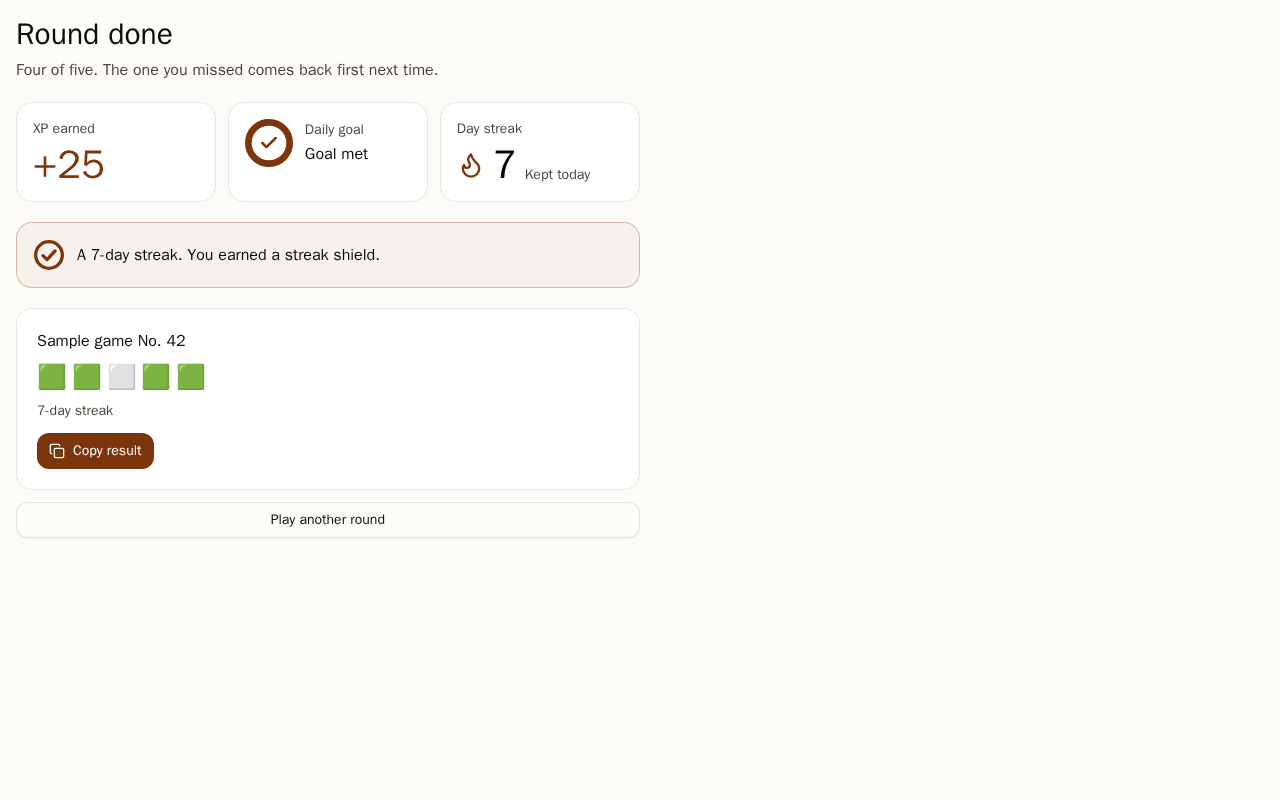 Round done
Four of five. The one you missed comes back first next time.
XP earned
+25
Daily goal
Goal met
Day streak
7 Kept today
A 7-day streak. You earned a streak shield.
Sample game No. 42
🟩 🟩 ⬜ 🟩 🟩
7-day streak
Copy result
Play another round